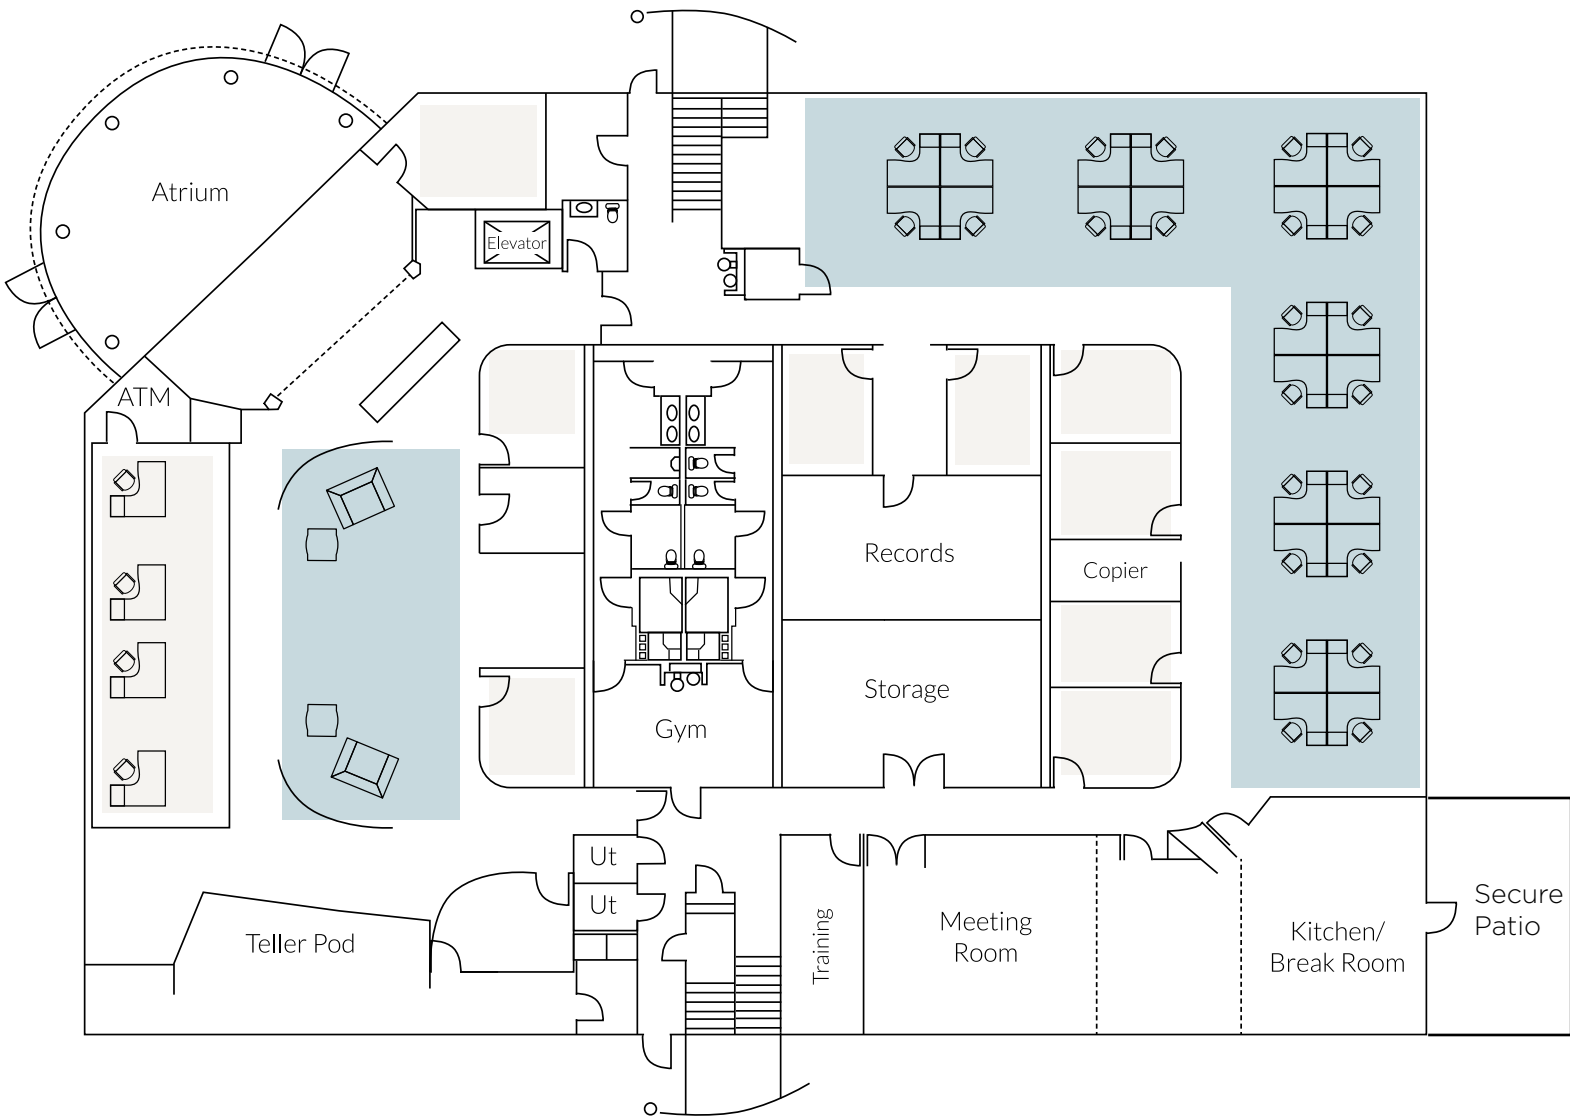 Atrium
Elevator
ATM
Records
Copier
Storage
Gym
Ut
Ut
Teller Pod
Training
Meeting
Room
Kitchen/
Break Room
Secure
Patio